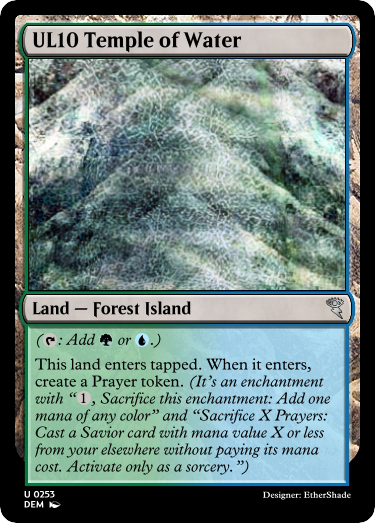 UL10 Temple of Water
Land — Forest Island
(: Add or .)
This land enters tapped. When it enters,
create a Prayer token. (It's an enchantment
with “1, Sacrifice this enchantment: Add one
mana of any color” and “Sacrifice X Prayers:
Cast a Savior card with mana value X or less
from your elsewhere without paying its mana
cost. Activate only as a sorcery.”)
U 0253
DEM
Designer: EtherShade